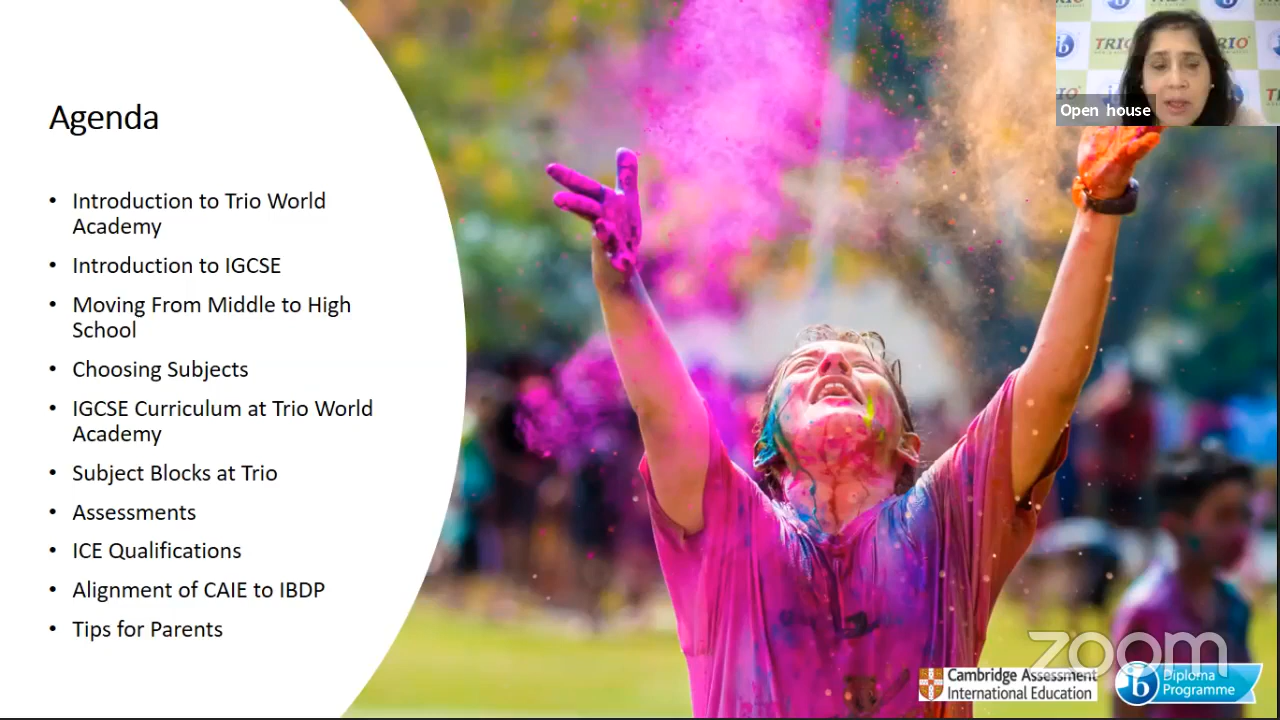 Agenda
• Introduction to Trio World
Academy
• Introduction to IGCSE
• Moving From Middle to High
School
• Choosing Subjects
• IGCSE Curriculum at Trio World
Academy
• Subject Blocks at Trio
• Assessments
• ICE Qualifications
• Alignment of CAIE to IBDP
• Tips for Parents
TRIO
Open house
zoom
Cambridge Assessment
International Education
Diploma
Programme